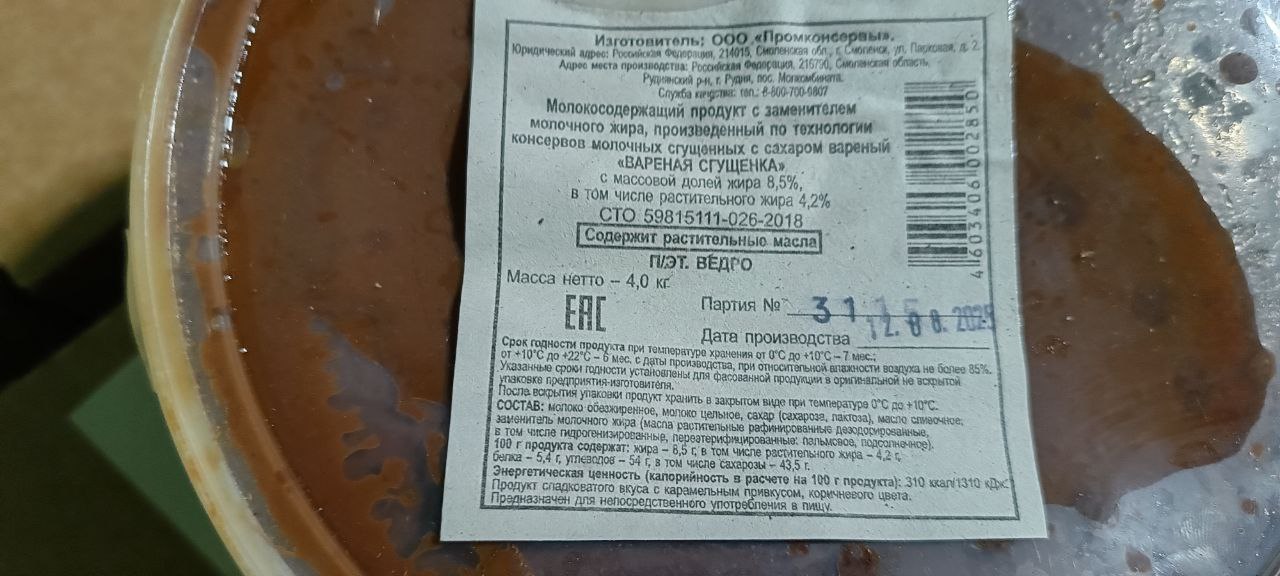 Изготовитель: ООО «Промконсервы».
Юридический адрес: Российская Федерация, 214015, Смоленская обл., г. Смоленск, ул. Парковая, д. 2.
Адрес места производства: Российская Федерация, 216790, Смоленская область,
Руднянский р-н, г. Рудня, пос. Молкомбината.
Служба качества: тел.: 8-800-700-9807
Молокосодержащий продукт с заменителем
молочного жира, произведенный по технологии
консервов молочных сгущенных с сахаром вареный
«ВАРЕНАЯ СГУЩЕНКА»
с массовой долей жира 8,5%,
в том числе растительного жира 4,2%
СТО 59815111-026-2018
Содержит растительные масла
П/ЭТ. ВЕДРО
Масса нетто – 4,0 кг.
4603406002850
EAC
Партия №
Дата производства 12.08.2025
Срок годности продукта при температуре хранения от 0°С до +10°С – 7 мес.;
от +10°С до +22°С – 6 мес. с даты производства, при относительной влажности воздуха не более 85%.
Указанные сроки годности установлены для фасованной продукции в оригинальной не вскрытой
упаковке предприятия-изготовителя.
После вскрытия упаковки продукт хранить в закрытом виде при температуре 0°С до +10°С.
СОСТАВ: молоко обезжиренное, молоко цельное, сахар (сахароза, лактоза), масло сливочное,
заменитель молочного жира (масла растительные рафинированные дезодорированные,
в том числе гидрогенизированные, переэтерифицированные: пальмовое, подсолнечное).
100 г продукта содержат: жира – 8,5 г, в том числе растительного жира – 4,2 г,
белка – 5,4 г, углеводов – 54 г, в том числе сахарозы – 43,5 г.
Энергетическая ценность (калорийность в расчете на 100 г продукта): 310 ккал/1310 кДж
Продукт сладковатого вкуса с карамельным привкусом, коричневого цвета.
Предназначен для непосредственного употребления в пищу.